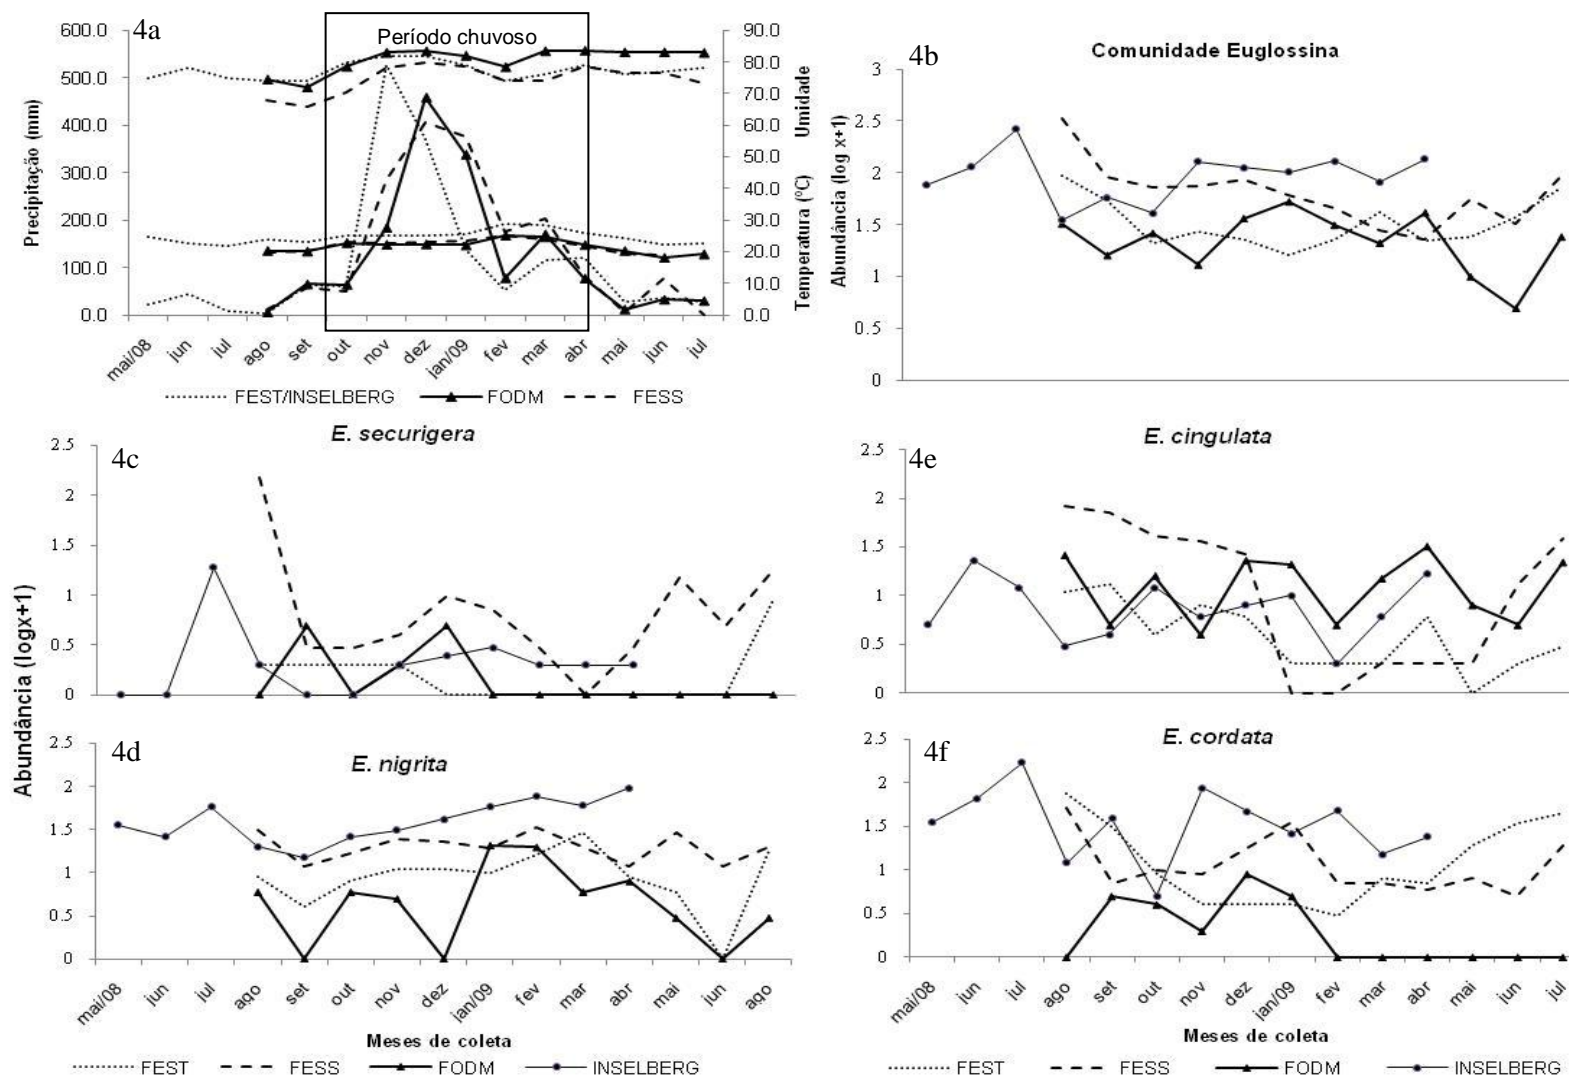 4a
Período chuvoso
600.0
500.0
400.0
300.0
200.0
100.0
0.0
Precipitação (mm)
90.0
80.0
70.0
60.0
50.0
40.0
30.0
20.0
10.0
0.0
Temperatura (ºC) Umidade
mai/08 jun jul ago set out nov dez jan/09 fev mar abr mai jun jul
FEST/INSELBERG FODM FESS
4b
Comunidade Euglossina
Abundância (log x+1)
3
2.5
2
1.5
1
0.5
0
4c
E. securigera
2.5
2
1.5
1
0.5
0
4e
E. cingulata
2.5
2
1.5
1
0.5
0
Abundância (logx+1)
4d
E. nigrita
2.5
2
1.5
1
0.5
0
mai/08 jun jul ago set out nov dez jan/09 fev mar abr mai jun ago
Meses de coleta
FEST FESS FODM INSELBERG
4f
E. cordata
2.5
2
1.5
1
0.5
0
mai/08 jun jul ago set out nov dez jan/09 fev mar abr mai jun jul
Meses de coleta
FEST FESS FODM INSELBERG